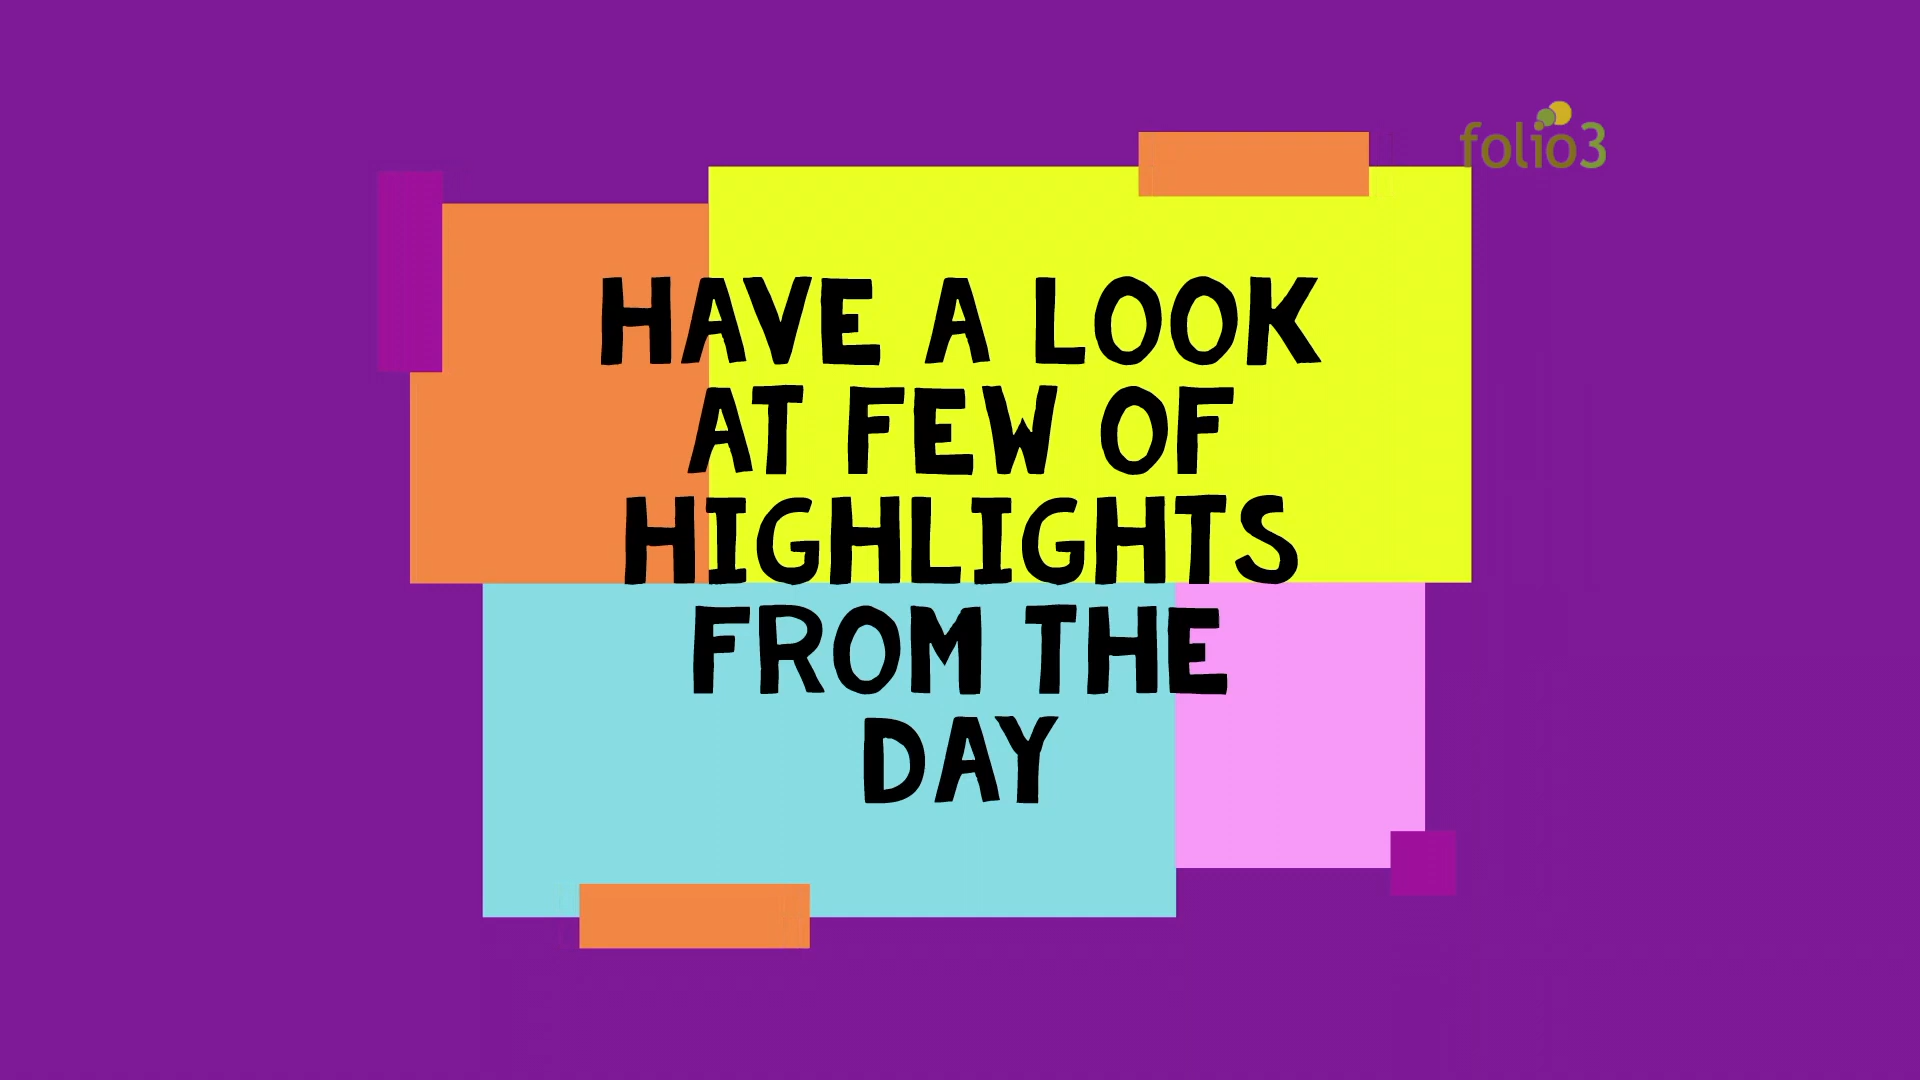 folio3
HAVE A LOOK
AT FEW OF
HIGHLIGHTS
FROM THE
DAY